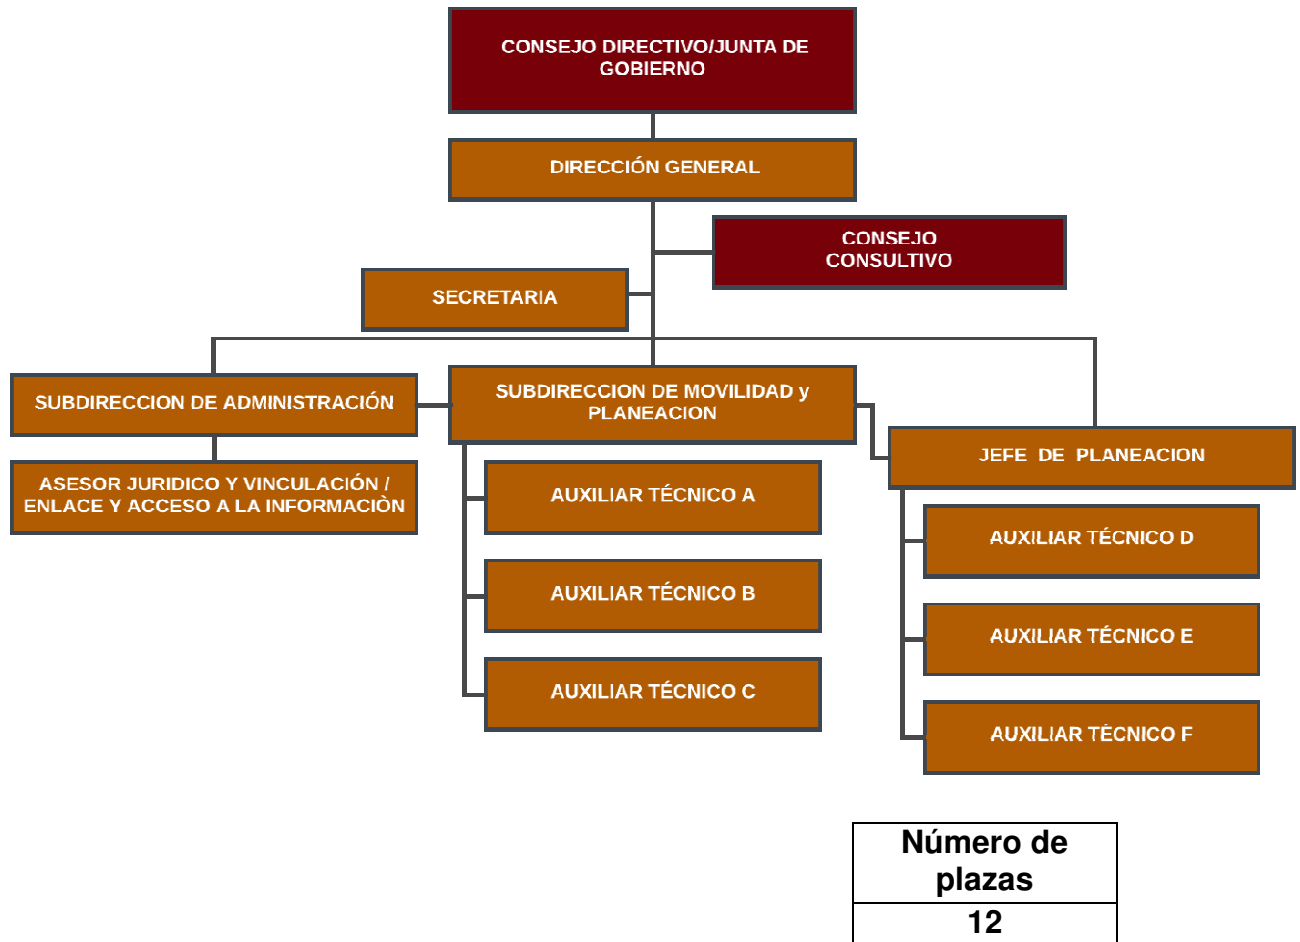 CONSEJO DIRECTIVO/JUNTA DE
GOBIERNO
DIRECCIÓN GENERAL
CONSEJO
CONSULTIVO
SECRETARIA
SUBDIRECCION DE ADMINISTRACIÓN
SUBDIRECCION DE MOVILIDAD y
PLANEACION
JEFE DE PLANEACION
ASESOR JURIDICO Y VINCULACIÓN /
ENLACE Y ACCESO A LA INFORMACIÒN
AUXILIAR TÉCNICO A
AUXILIAR TÉCNICO B
AUXILIAR TÉCNICO C
AUXILIAR TÉCNICO D
AUXILIAR TÉCNICO E
AUXILIAR TÉCNICO F
Número de
plazas
12